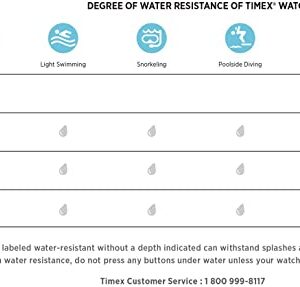 DEGREE OF WATER RESISTANCE OF TIMEX® WATC
Light Swimming
Snorkeling
Poolside Diving
labeled water-resistant without a depth indicated can withstand splashes a
water resistance, do not press any buttons under water unless your watch
Timex Customer Service : 1 800 999-8117